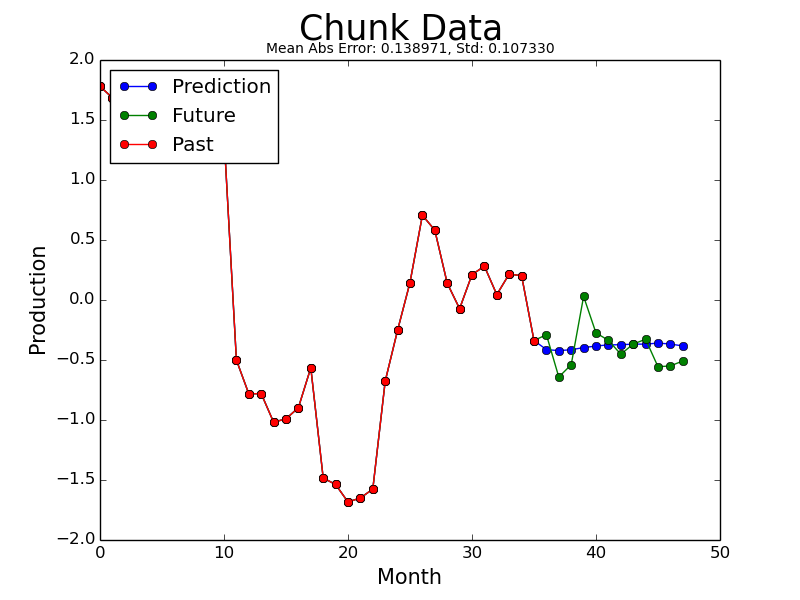 Chunk Data
Mean Abs Error: 0.138971, Std: 0.107330
Prediction
Future
Past
2.0
1.5
1.0
0.5
0.0
−0.5
−1.0
−1.5
−2.0
Production
0 10 20 30 40 50
Month